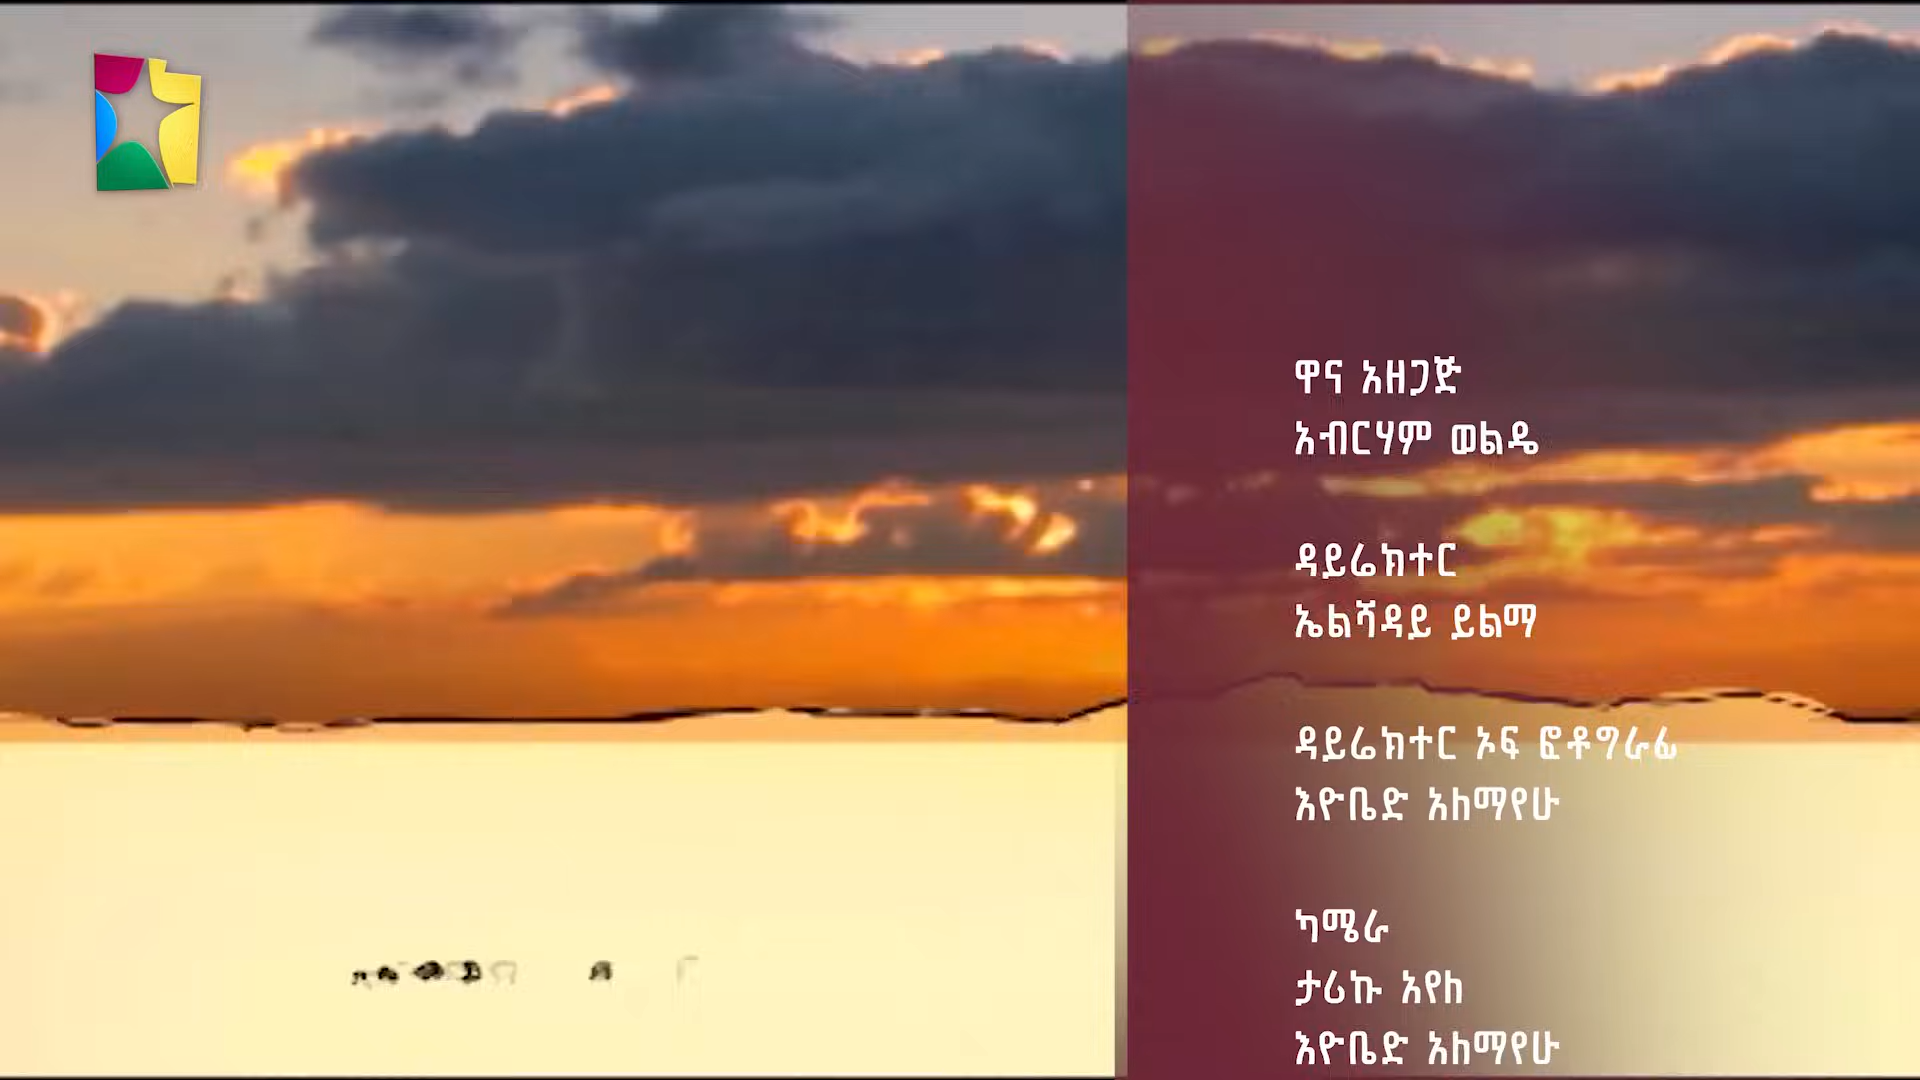 ዋና አዘጋጅ
አብርሃም ወልዴ
ዳይሬክተር
ኤልሻዳይ ይልማ
ዳይሬክተር ኦፍ ፎቶግራፊ
እዮቤድ አለማየሁ
ካሜራ
ታሪኩ አየለ
እዮቤድ አለማየሁ